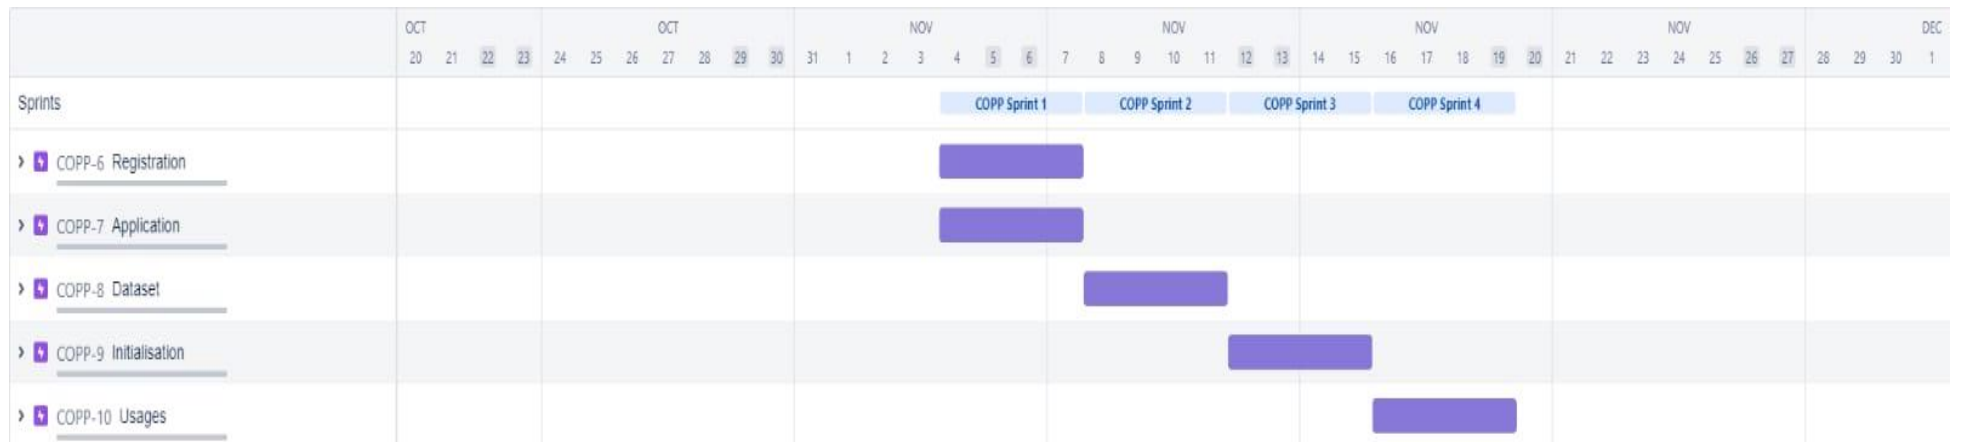 OCT OCT NOV NOV NOV NOV DEC
20 21 22 23 24 25 26 27 28 29 30 31 1 2 3 4 5 6 7 8 9 10 11 12 13 14 15 16 17 18 19 20 21 22 23 24 25 26 27 28 29 30 1
Sprints COPP Sprint 1 COPP Sprint 2 COPP Sprint 3 COPP Sprint 4
COPP-6 Registration
COPP-7 Application
COPP-8 Dataset
COPP-9 Initialisation
COPP-10 Usages